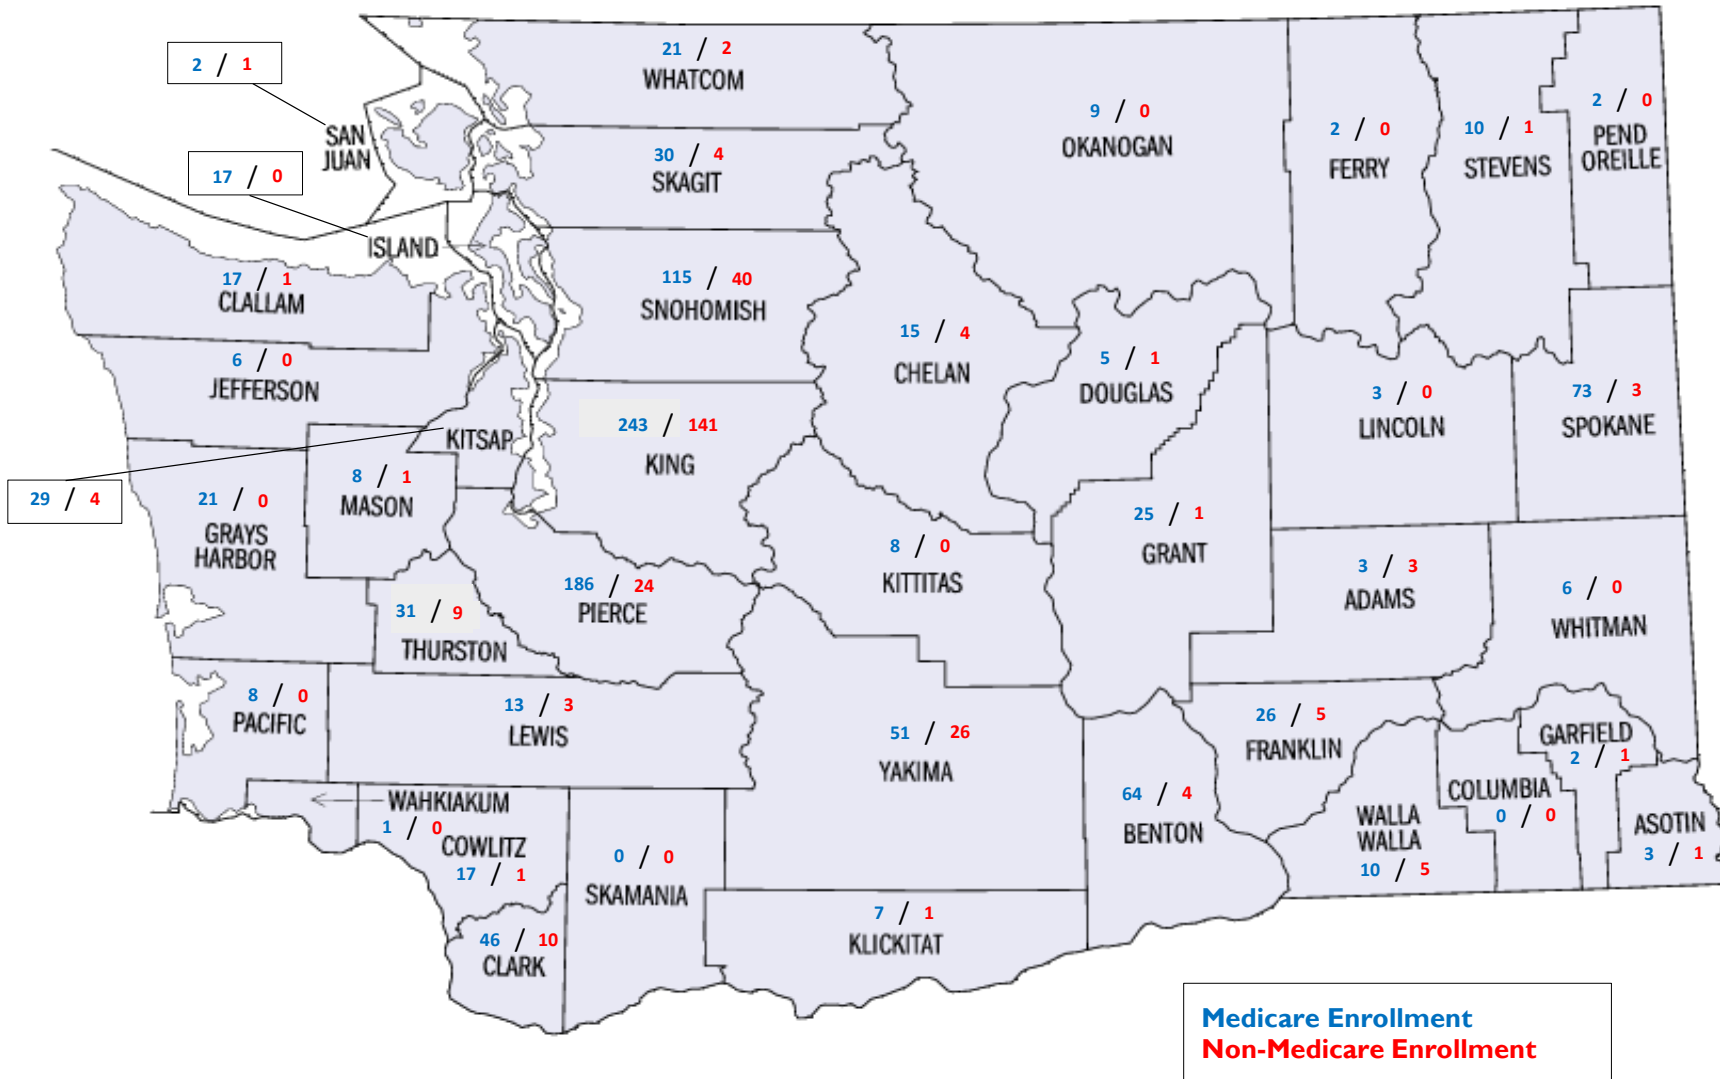 21 / 2
WHATCOM
2 / 1
SAN
JUAN
30 / 4
SKAGIT
17 / 0
ISLAND
9 / 0
OKANOGAN
2 / 0
FERRY
10 / 1
STEVENS
2 / 0
PEND
OREILLE
17 / 1
CLALLAM
115 / 40
SNOHOMISH
6 / 0
JEFFERSON
15 / 4
CHELAN
5 / 1
DOUGLAS
3 / 0
LINCOLN
73 / 3
SPOKANE
KITSAP
29 / 4
243 / 141
KING
8 / 1
MASON
21 / 0
GRAYS
HARBOR
8 / 0
KITTITAS
25 / 1
GRANT
3 / 3
ADAMS
6 / 0
WHITMAN
31 / 9
THURSTON
186 / 24
PIERCE
8 / 0
PACIFIC
13 / 3
LEWIS
51 / 26
YAKIMA
26 / 5
FRANKLIN
GARFIELD
2 / 1
COLUMBIA
0 / 0
WAHKIAKUM
1 / 0
COWLITZ
17 / 1
0 / 0
SKAMANIA
64 / 4
BENTON
WALLA
WALLA
10 / 5
ASOTIN
3 / 1
46 / 10
CLARK
7 / 1
KLICKITAT
Medicare Enrollment
Non-Medicare Enrollment